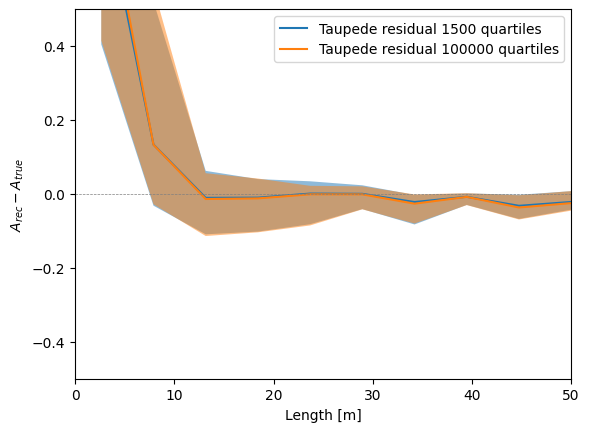 Taupede residual 1500 quartiles
Taupede residual 100000 quartiles
0.4
0.2
0.0
−0.2
−0.4
A_rec − A_true
0 10 20 30 40 50
Length [m]